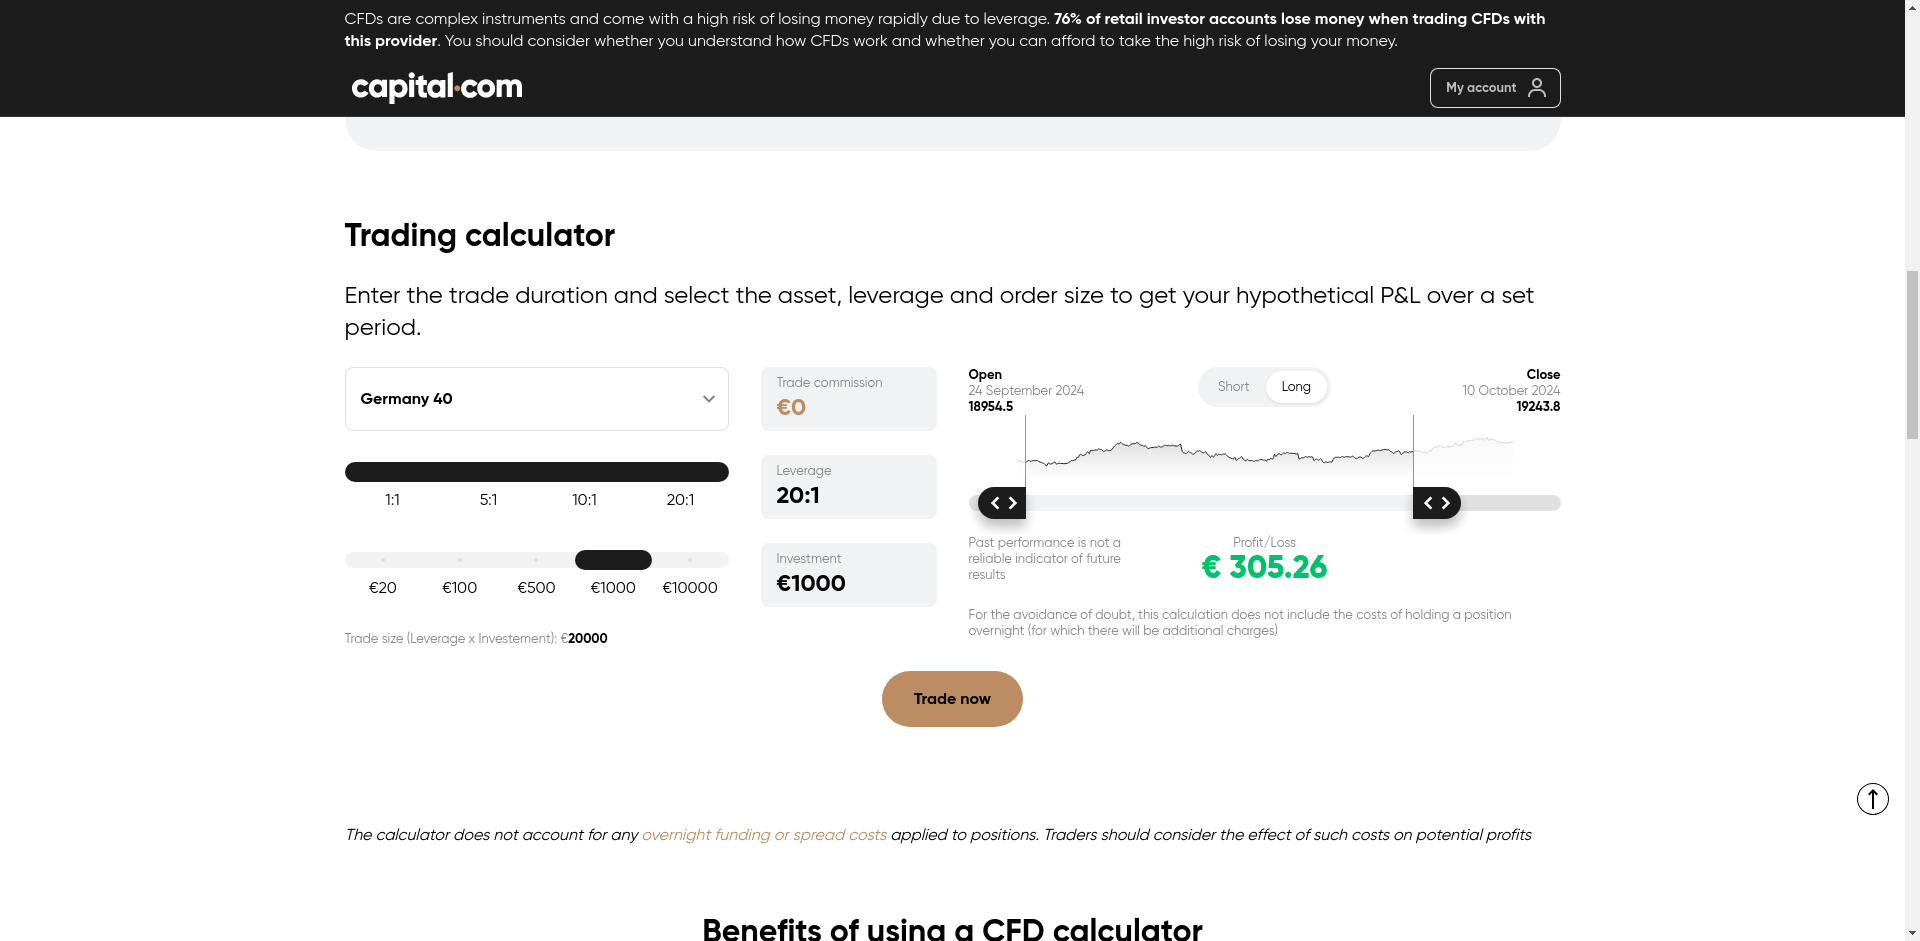 CFDs are complex instruments and come with a high risk of losing money rapidly due to leverage. 76% of retail investor accounts lose money when trading CFDs with
this provider. You should consider whether you understand how CFDs work and whether you can afford to take the high risk of losing your money.
capital.com
My account
Trading calculator
Enter the trade duration and select the asset, leverage and order size to get your hypothetical P&L over a set
period.
Germany 40
1:1 5:1 10:1 20:1
€20 €100 €500 €1000 €10000
Trade size (Leverage x Investement): €20000
Trade commission
€0
Leverage
20:1
Investment
€1000
Open
24 September 2024
18954.5
Short Long
Close
10 October 2024
19243.8
Past performance is not a
reliable indicator of future
results
Profit/Loss
€ 305.26
For the avoidance of doubt, this calculation does not include the costs of holding a position
overnight (for which there will be additional charges)
Trade now
The calculator does not account for any overnight funding or spread costs applied to positions. Traders should consider the effect of such costs on potential profits
Benefits of using a CFD calculator